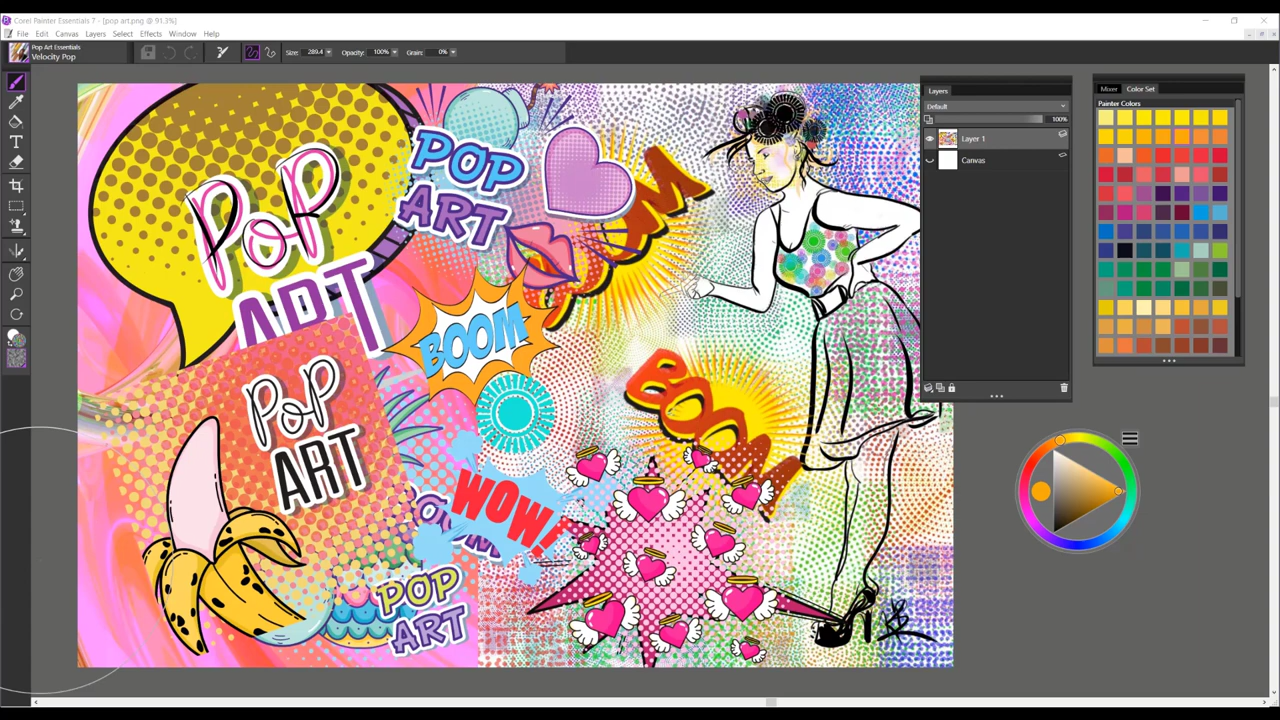 Corel Painter Essentials 7 - [pop art.png @ 91.3%]
File Edit Canvas Layers Select Effects Window Help
Pop Art Essentials
Velocity Pop
Size: 289.4 Opacity: 100% Grain: 0%
Layers
Default
100%
Layer 1
Canvas
Mixer Color Set
Painter Colors
PoP
ART
POP
ART
BOOM
PoP
ART
WOW!
BOOM
POP
ART